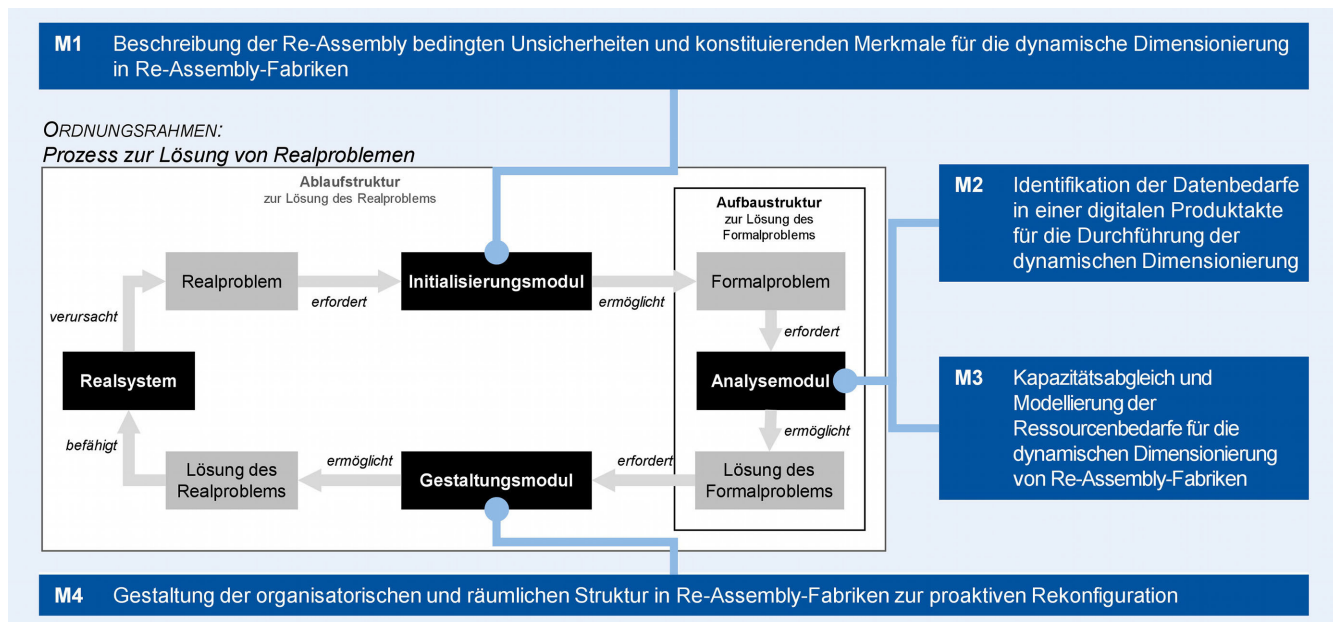 M1 Beschreibung der Re-Assembly bedingten Unsicherheiten und konstituierenden Merkmale für die dynamische Dimensionierung
in Re-Assembly-Fabriken
ORDNUNGSRAHMEN:
Prozess zur Lösung von Realproblemen
Ablaufstruktur
zur Lösung des Realproblems
Aufbaustruktur
zur Lösung des
Formalproblems
Realproblem
erfordert
Initialisierungsmodul
ermöglicht
Formalproblem
verursacht
erfordert
Realsystem
Analysemodul
befähigt
ermöglicht
Lösung des
Realproblems
ermöglicht
Gestaltungsmodul
erfordert
Lösung des
Formalproblems
M2 Identifikation der Datenbedarfe
in einer digitalen Produktakte
für die Durchführung der
dynamischen Dimensionierung
M3 Kapazitätsabgleich und
Modellierung der
Ressourcenbedarfe für die
dynamischen Dimensionierung
von Re-Assembly-Fabriken
M4 Gestaltung der organisatorischen und räumlichen Struktur in Re-Assembly-Fabriken zur proaktiven Rekonfiguration